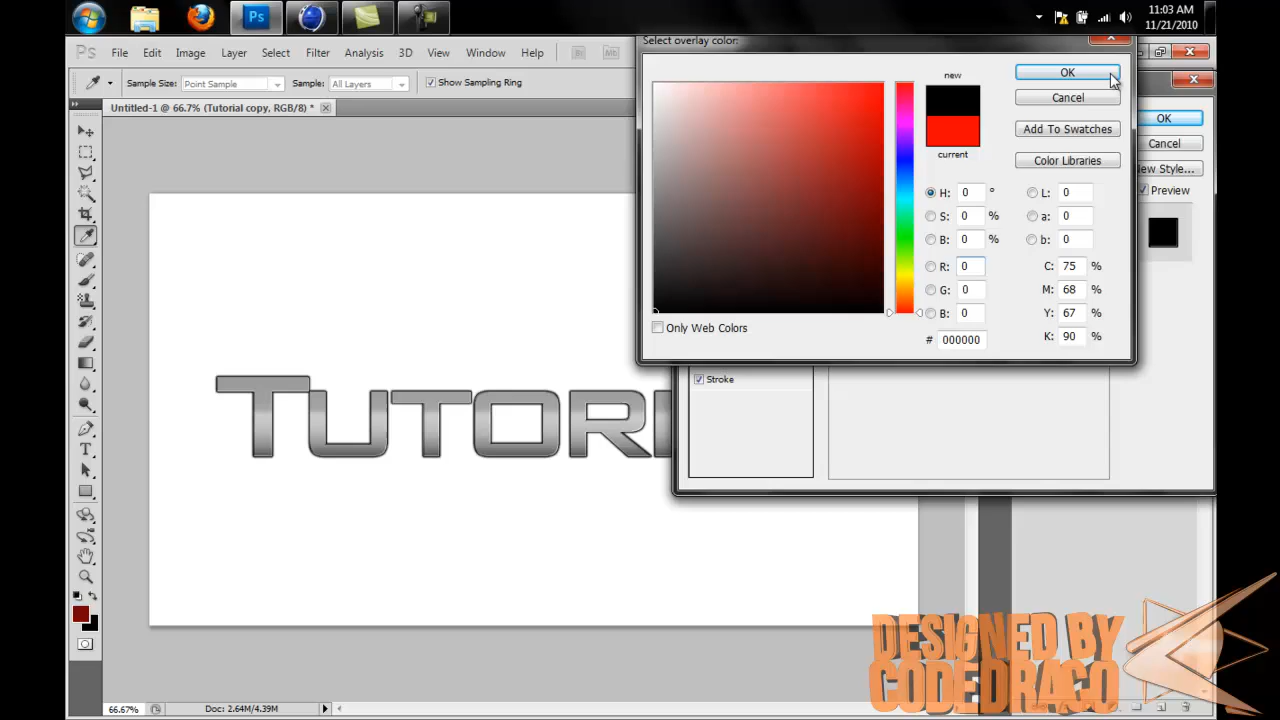 11:03 AM
11/21/2010
Ps
File Edit Image Layer Select Filter Analysis 3D View Window Help
Br Mb
Select overlay color:
Sample Size: Point Sample Sample: All Layers Show Sampling Ring
Untitled-1 @ 66.7% (Tutorial copy, RGB/8) *
new
current
OK
Cancel
Add To Swatches
Color Libraries
H: 0 °
S: 0 %
B: 0 %
R: 0
G: 0
B: 0
# 000000
L: 0
a: 0
b: 0
C: 75 %
M: 68 %
Y: 67 %
K: 90 %
Only Web Colors
OK
Cancel
New Style...
Preview
Stroke
TUTOR
66.67% Doc: 2.64M/4.39M
DESIGNED BY
CODEDRACO